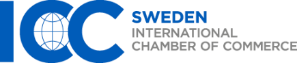 ICC
SWEDEN
INTERNATIONAL
CHAMBER OF COMMERCE